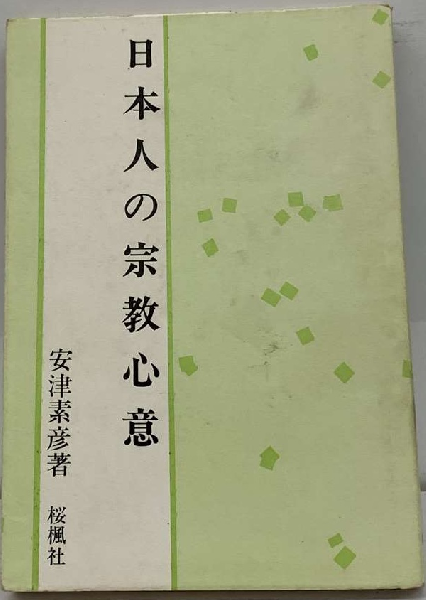 日本人の宗教心意
安津素彦著
桜楓社